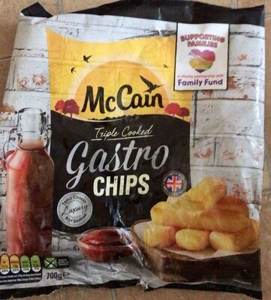 SUPPORTING
FAMILIES
Family Fund
McCain
Triple Cooked
Gastro
CHIPS
700g